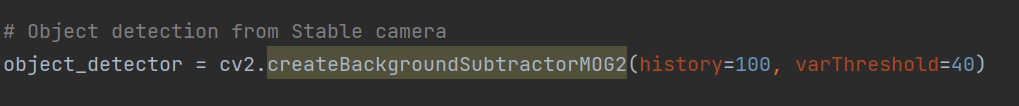 # Object detection from Stable camera
object_detector = cv2.createBackgroundSubtractorMOG2(history=100, varThreshold=40)